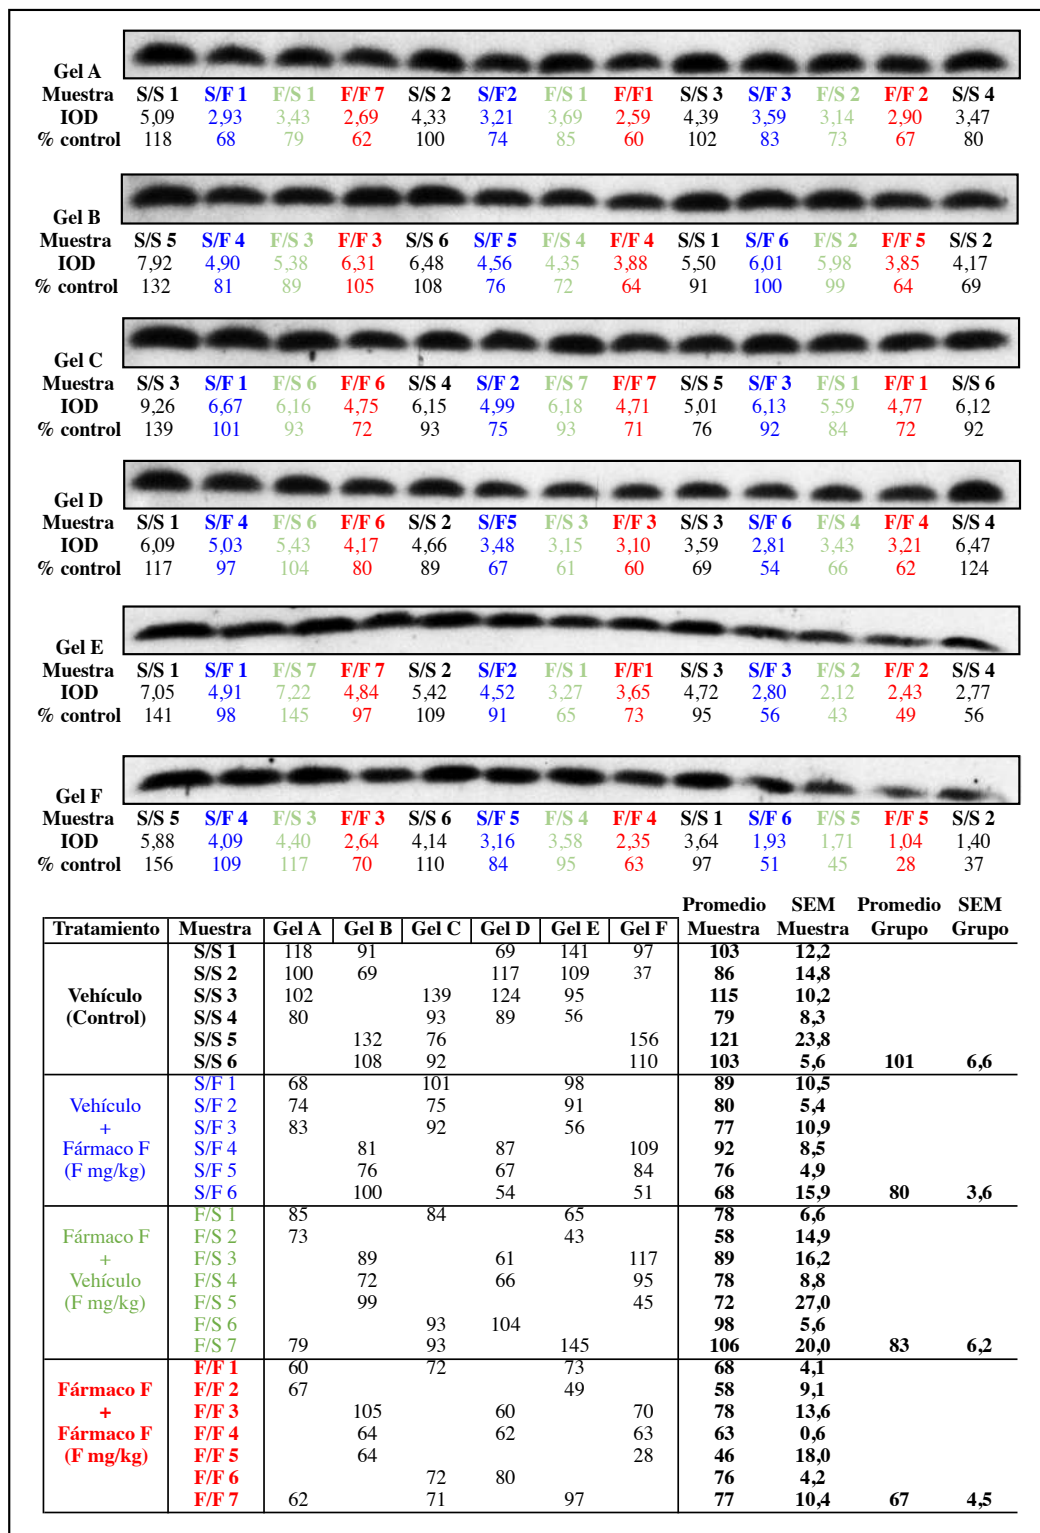 Gel A
Muestra S/S 1 S/F 1 F/S 1 F/F 7 S/S 2 S/F2 F/S 1 F/F1 S/S 3 S/F 3 F/S 2 F/F 2 S/S 4
IOD 5,09 2,93 3,43 2,69 4,33 3,21 3,69 2,59 4,39 3,59 3,14 2,90 3,47
% control 118 68 79 62 100 74 85 60 102 83 73 67 80
Gel B
Muestra S/S 5 S/F 4 F/S 3 F/F 3 S/S 6 S/F 5 F/S 4 F/F 4 S/S 1 S/F 6 F/S 2 F/F 5 S/S 2
IOD 7,92 4,90 5,38 6,31 6,48 4,56 4,35 3,88 5,50 6,01 5,98 3,85 4,17
% control 132 81 89 105 108 76 72 64 91 100 99 64 69
Gel C
Muestra S/S 3 S/F 1 F/S 6 F/F 6 S/S 4 S/F 2 F/S 7 F/F 7 S/S 5 S/F 3 F/S 1 F/F 1 S/S 6
IOD 9,26 6,67 6,16 4,75 6,15 4,99 6,18 4,71 5,01 6,13 5,59 4,77 6,12
% control 139 101 93 72 93 75 93 71 76 92 84 72 92
Gel D
Muestra S/S 1 S/F 4 F/S 6 F/F 6 S/S 2 S/F5 F/S 3 F/F 3 S/S 3 S/F 6 F/S 4 F/F 4 S/S 4
IOD 6,09 5,03 5,43 4,17 4,66 3,48 3,15 3,10 3,59 2,81 3,43 3,21 6,47
% control 117 97 104 80 89 67 61 60 69 54 66 62 124
Gel E
Muestra S/S 1 S/F 1 F/S 7 F/F 7 S/S 2 S/F2 F/S 1 F/F1 S/S 3 S/F 3 F/S 2 F/F 2 S/S 4
IOD 7,05 4,91 7,22 4,84 5,42 4,52 3,27 3,65 4,72 2,80 2,12 2,43 2,77
% control 141 98 145 97 109 91 65 73 95 56 43 49 56
Gel F
Muestra S/S 5 S/F 4 F/S 3 F/F 3 S/S 6 S/F 5 F/S 4 F/F 4 S/S 1 S/F 6 F/S 5 F/F 5 S/S 2
IOD 5,88 4,09 4,40 2,64 4,14 3,16 3,58 2,35 3,64 1,93 1,71 1,04 1,40
% control 156 109 117 70 110 84 95 63 97 51 45 28 37
Promedio SEM Promedio SEM
Tratamiento Muestra Gel A Gel B Gel C Gel D Gel E Gel F Muestra Muestra Grupo Grupo
S/S 1 118 91 69 141 97 103 12,2
S/S 2 100 69 117 109 37 86 14,8
Vehículo S/S 3 102 139 124 95 115 10,2
(Control) S/S 4 80 93 89 56 79 8,3
S/S 5 132 76 156 121 23,8
S/S 6 108 92 110 103 5,6 101 6,6
S/F 1 68 101 98 89 10,5
Vehículo S/F 2 74 75 91 80 5,4
+ S/F 3 83 92 56 77 10,9
Fármaco F S/F 4 81 87 109 92 8,5
(F mg/kg) S/F 5 76 67 84 76 4,9
S/F 6 100 54 51 68 15,9 80 3,6
F/S 1 85 84 65 78 6,6
Fármaco F F/S 2 73 43 58 14,9
+ F/S 3 89 61 117 89 16,2
Vehículo F/S 4 72 66 95 78 8,8
(F mg/kg) F/S 5 99 45 72 27,0
F/S 6 93 104 98 5,6
F/S 7 79 93 145 106 20,0 83 6,2
F/F 1 60 72 73 68 4,1
Fármaco F F/F 2 67 49 58 9,1
+ F/F 3 105 60 70 78 13,6
Fármaco F F/F 4 64 62 63 63 0,6
(F mg/kg) F/F 5 64 28 46 18,0
F/F 6 72 80 76 4,2
F/F 7 62 71 97 77 10,4 67 4,5